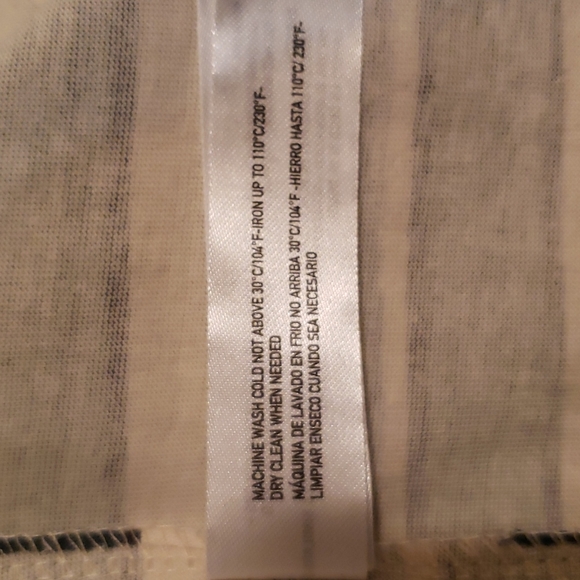 MACHINE WASH COLD NOT ABOVE 30°C/104°F-IRON UP TO 110°C/230°F-
DRY CLEAN WHEN NEEDED
MÁQUINA DE LAVADO EN FRIO NO ARRIBA 30°C/104°F -HIERRO HASTA 110°C/ 230°F-
LIMPIAR ENSECO CUANDO SEA NECESARIO